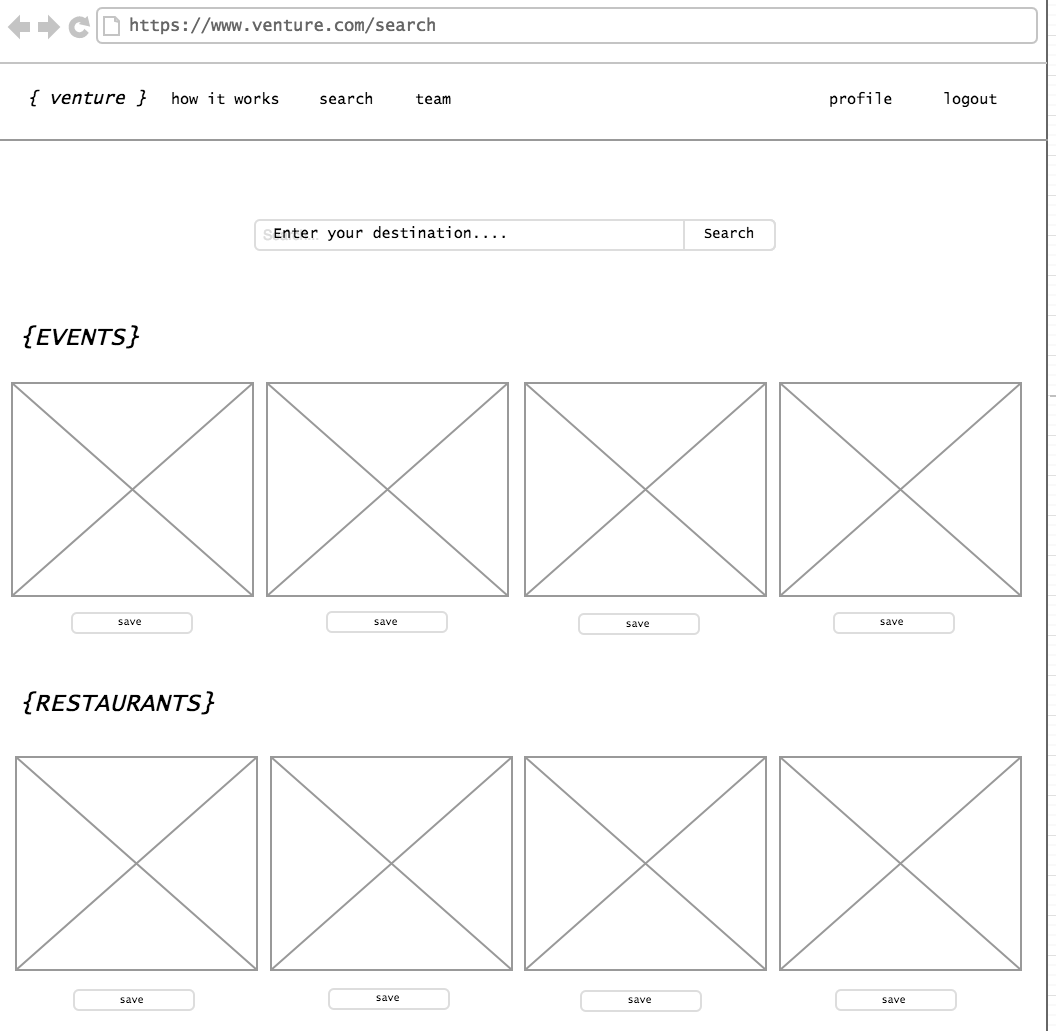 https://www.venture.com/search
{ venture } how it works search team profile logout
Enter your destination.... Search
{EVENTS}
save save save save
{RESTAURANTS}
save save save save